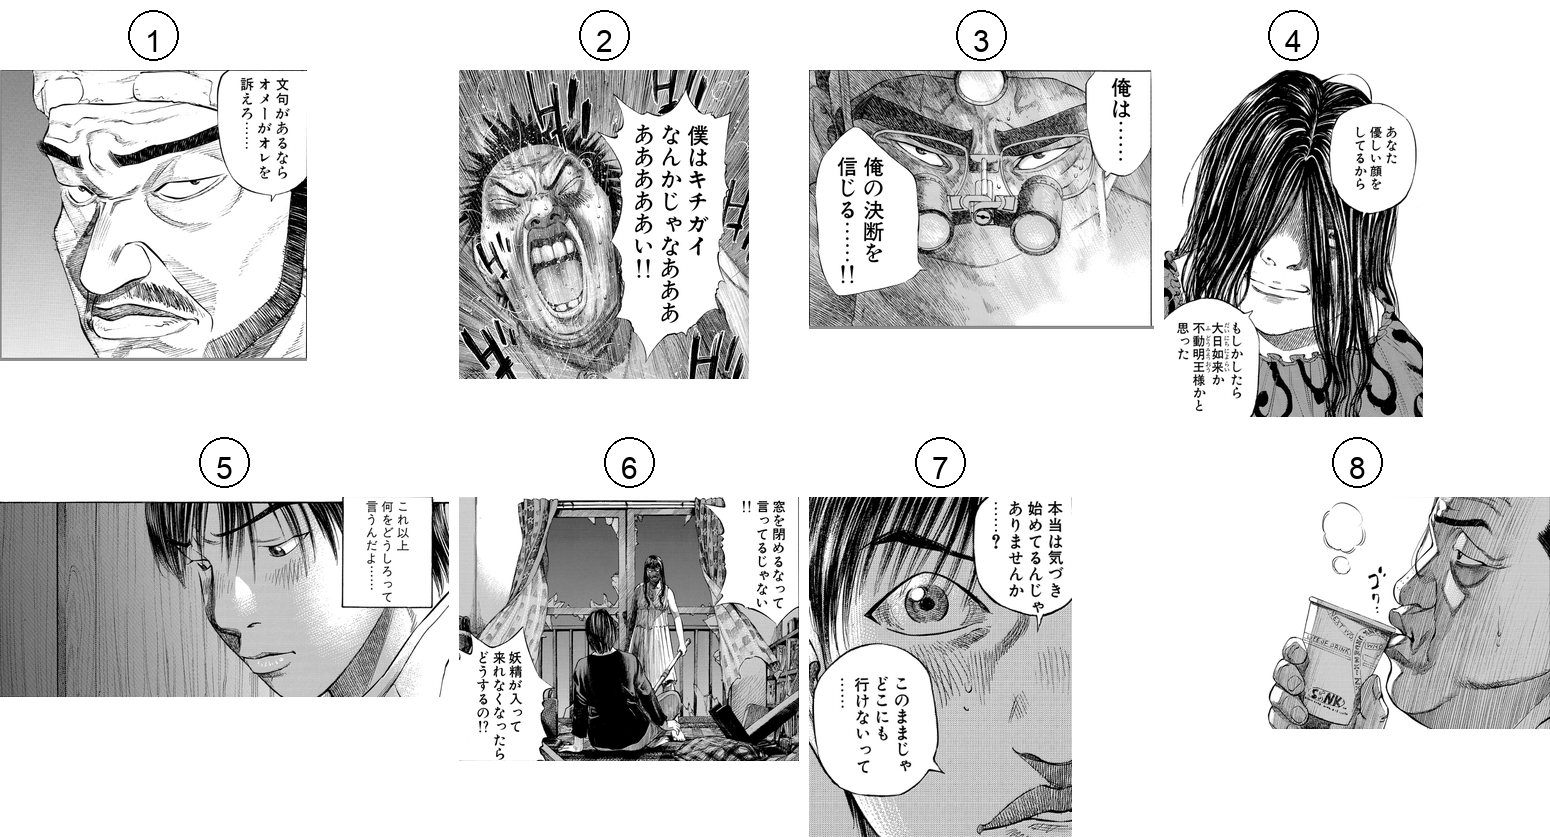 1
文句があるなら
オメーがオレを
訴えろ……
2
僕はキチガイ
なんかじゃなあああ
ああああああい!!
3
俺は……
俺の決断を
信じる……!!
4
あなた
優しい顔を
してるから
もしかしたら
大日如来か
不動明王様かと
思った
5
これ以上
何をどうしろって
言うんだよ……
6
窓を閉めるなって
言ってるじゃない
!!
妖精が入って
来れなくなったら
どうするの!?
7
本当は気づき
始めてるんじゃ
ありませんか
……?
このままじゃ
どこにも
行けないって
……
8
ゴク…